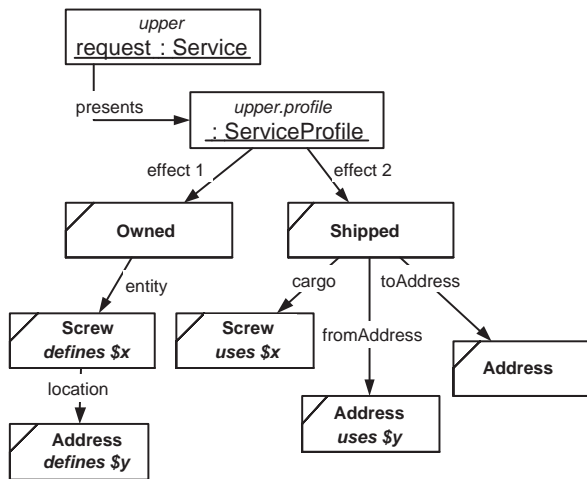 upper
request : Service
presents
upper.profile
: ServiceProfile
effect 1
effect 2
Owned
Shipped
entity
cargo
toAddress
Screw
defines $x
Screw
uses $x
fromAddress
Address
location
Address
defines $y
Address
uses $y